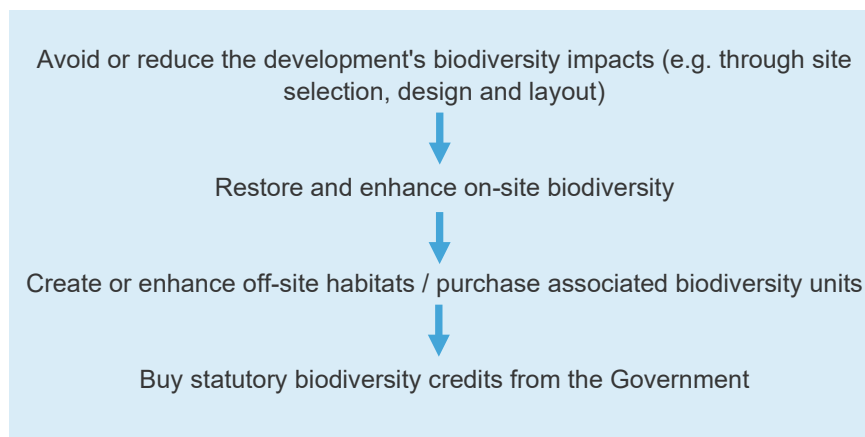 Avoid or reduce the development's biodiversity impacts (e.g. through site
selection, design and layout)
Restore and enhance on-site biodiversity
Create or enhance off-site habitats / purchase associated biodiversity units
Buy statutory biodiversity credits from the Government